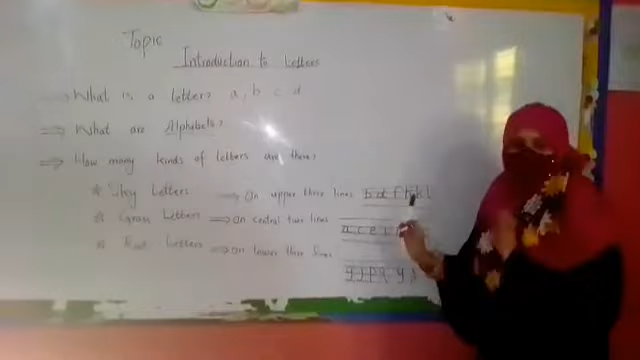 Topic
Introduction to Letters
⇒ What is a letter? a, b c d
⇒ What are Alphabets?
⇒ How many kinds of letters are there?
* Sky Letters ⇒ on upper three lines b d f h k l
* Grass Letters ⇒ on central two lines a c e i
* Root Letters ⇒ on lower three lines g j p q y